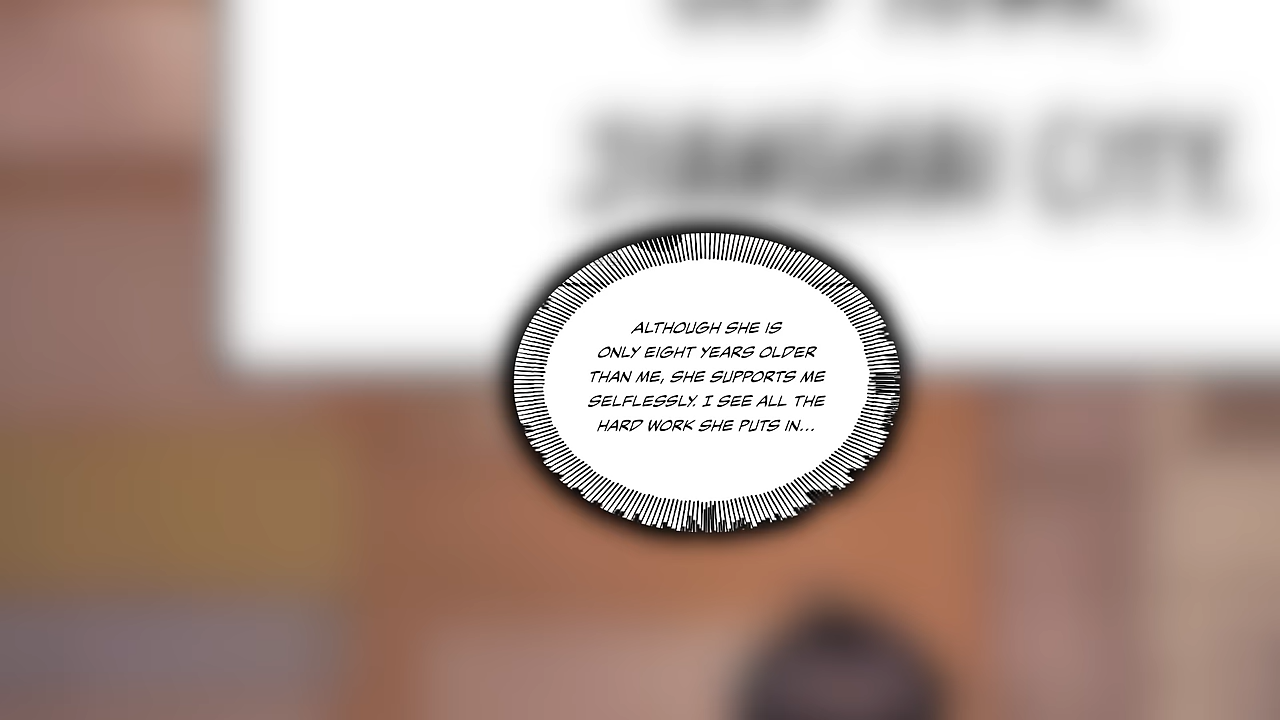 CITY.
ALTHOUGH SHE IS
ONLY EIGHT YEARS OLDER
THAN ME, SHE SUPPORTS ME
SELFLESSLY. I SEE ALL THE
HARD WORK SHE PUTS IN...